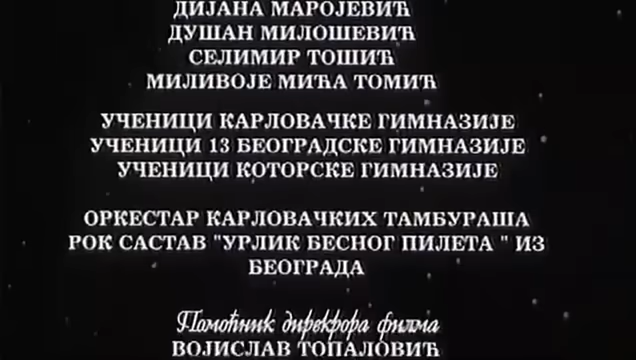 ДИЈАНА МАРОЈЕВИЋ
ДУШАН МИЛОШЕВИЋ
СЕЛИМИР ТОШИЋ
МИЛИВОЈЕ МИЋА ТОМИЋ
УЧЕНИЦИ КАРЛОВАЧКЕ ГИМНАЗИЈЕ
УЧЕНИЦИ 13 БЕОГРАДСКЕ ГИМНАЗИЈЕ
УЧЕНИЦИ КОТОРСКЕ ГИМНАЗИЈЕ
ОРКЕСТАР КАРЛОВАЧКИХ ТАМБУРАША
РОК САСТАВ "УРЛИК БЕСНОГ ПИЛЕТА " ИЗ
БЕОГРАДА
Помоћник дирекрора филма
ВОЈИСЛАВ ТОПАЛОВИЋ